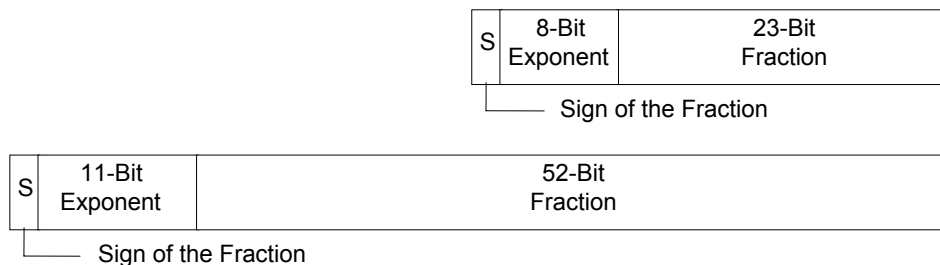 S
8-Bit
Exponent
23-Bit
Fraction
Sign of the Fraction
S
11-Bit
Exponent
52-Bit
Fraction
Sign of the Fraction